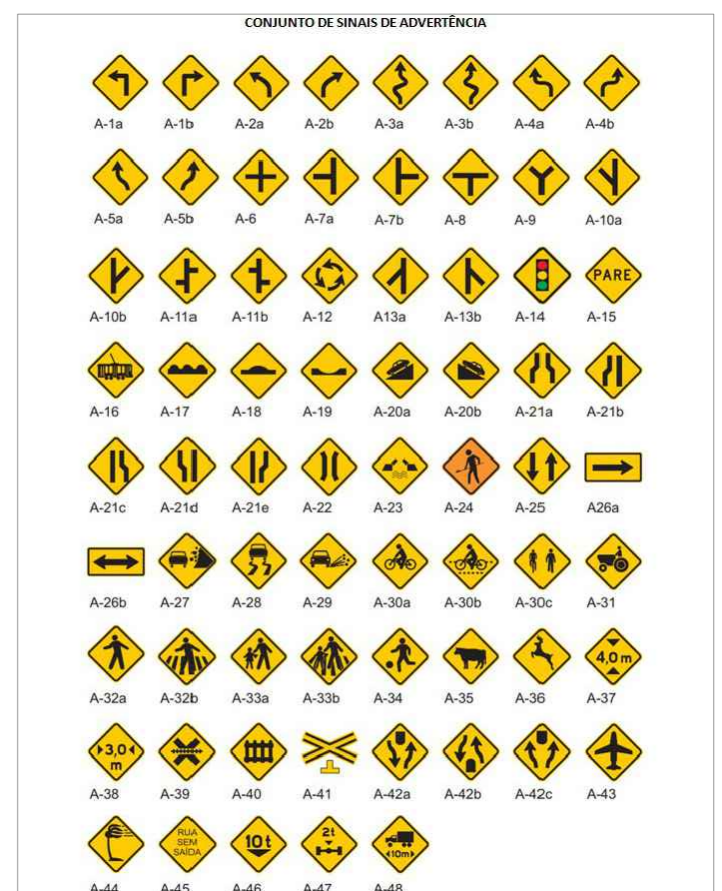 CONJUNTO DE SINAIS DE ADVERTÊNCIA
A-1a A-1b A-2a A-2b A-3a A-3b A-4a A-4b
A-5a A-5b A-6 A-7a A-7b A-8 A-9 A-10a
PARE
A-10b A-11a A-11b A-12 A13a A-13b A-14 A-15
A-16 A-17 A-18 A-19 A-20a A-20b A-21a A-21b
A-21c A-21d A-21e A-22 A-23 A-24 A-25 A26a
A-26b A-27 A-28 A-29 A-30a A-30b A-30c A-31
4,0 m
A-32a A-32b A-33a A-33b A-34 A-35 A-36 A-37
3,0
m
A-38 A-39 A-40 A-41 A-42a A-42b A-42c A-43
RUA
SEM
SAÍDA
10 t
2t
10m
A-44 A-45 A-46 A-47 A-48